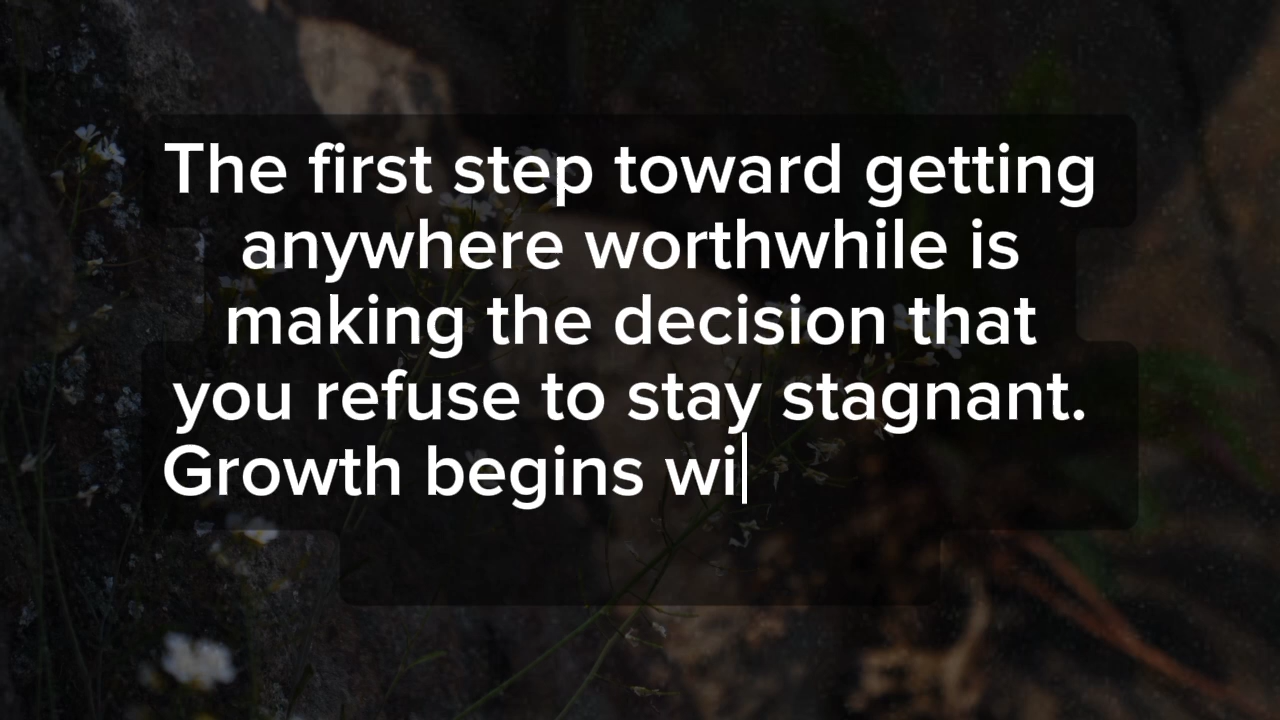 The first step toward getting
anywhere worthwhile is
making the decision that
you refuse to stay stagnant.
Growth begins wi